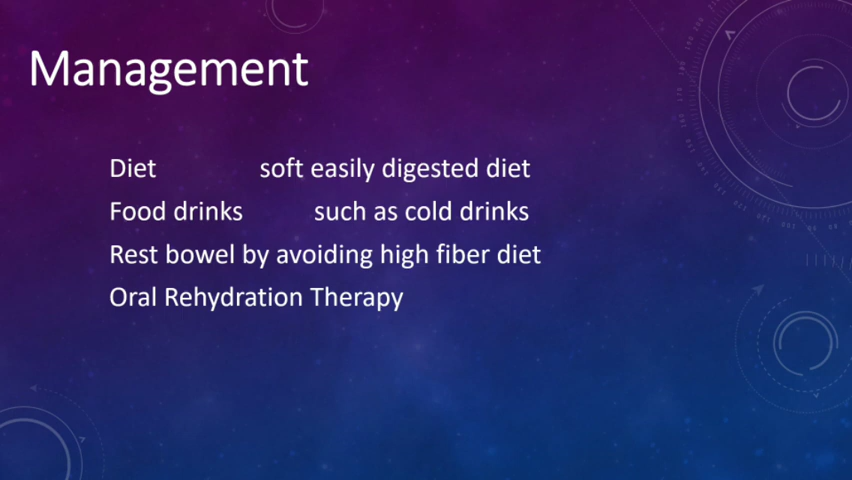 Management
Diet soft easily digested diet
Food drinks such as cold drinks
Rest bowel by avoiding high fiber diet
Oral Rehydration Therapy